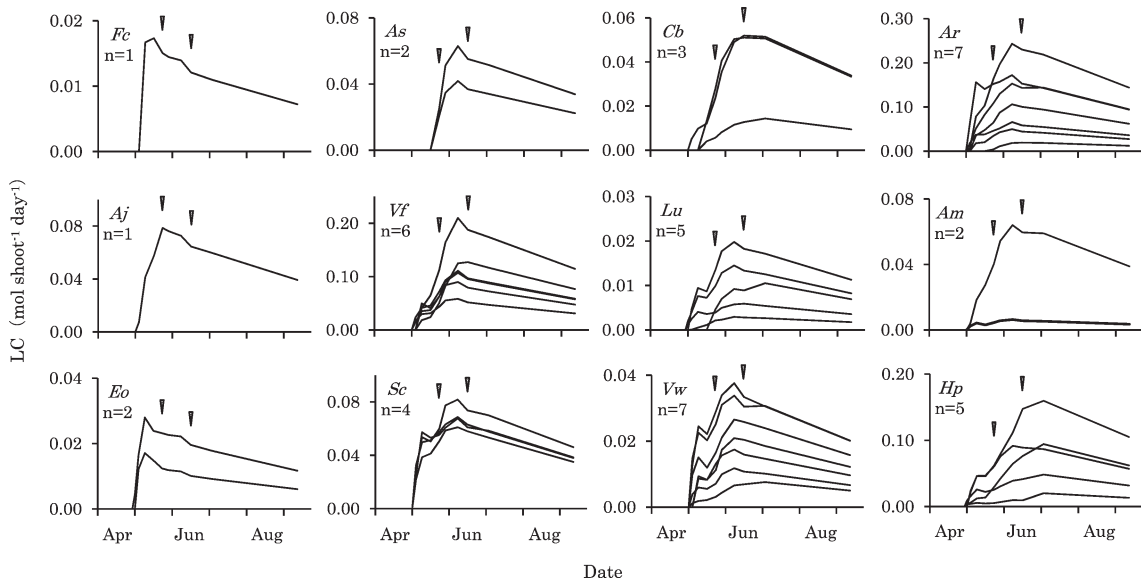 LC (mol shoot-1 day-1)
0.02
0.01
0.00
Fc
n=1
0.08
0.04
0.00
As
n=2
0.06
0.04
0.02
0.00
Cb
n=3
0.30
0.20
0.10
0.00
Ar
n=7
0.08
0.04
0.00
Aj
n=1
0.20
0.10
0.00
Vf
n=6
0.03
0.02
0.01
0.00
Lu
n=5
0.08
0.04
0.00
Am
n=2
0.04
0.02
0.00
Eo
n=2
0.08
0.04
0.00
Sc
n=4
0.04
0.02
0.00
Vw
n=7
0.20
0.10
0.00
Hp
n=5
Apr Jun Aug
Apr Jun Aug
Apr Jun Aug
Apr Jun Aug
Date